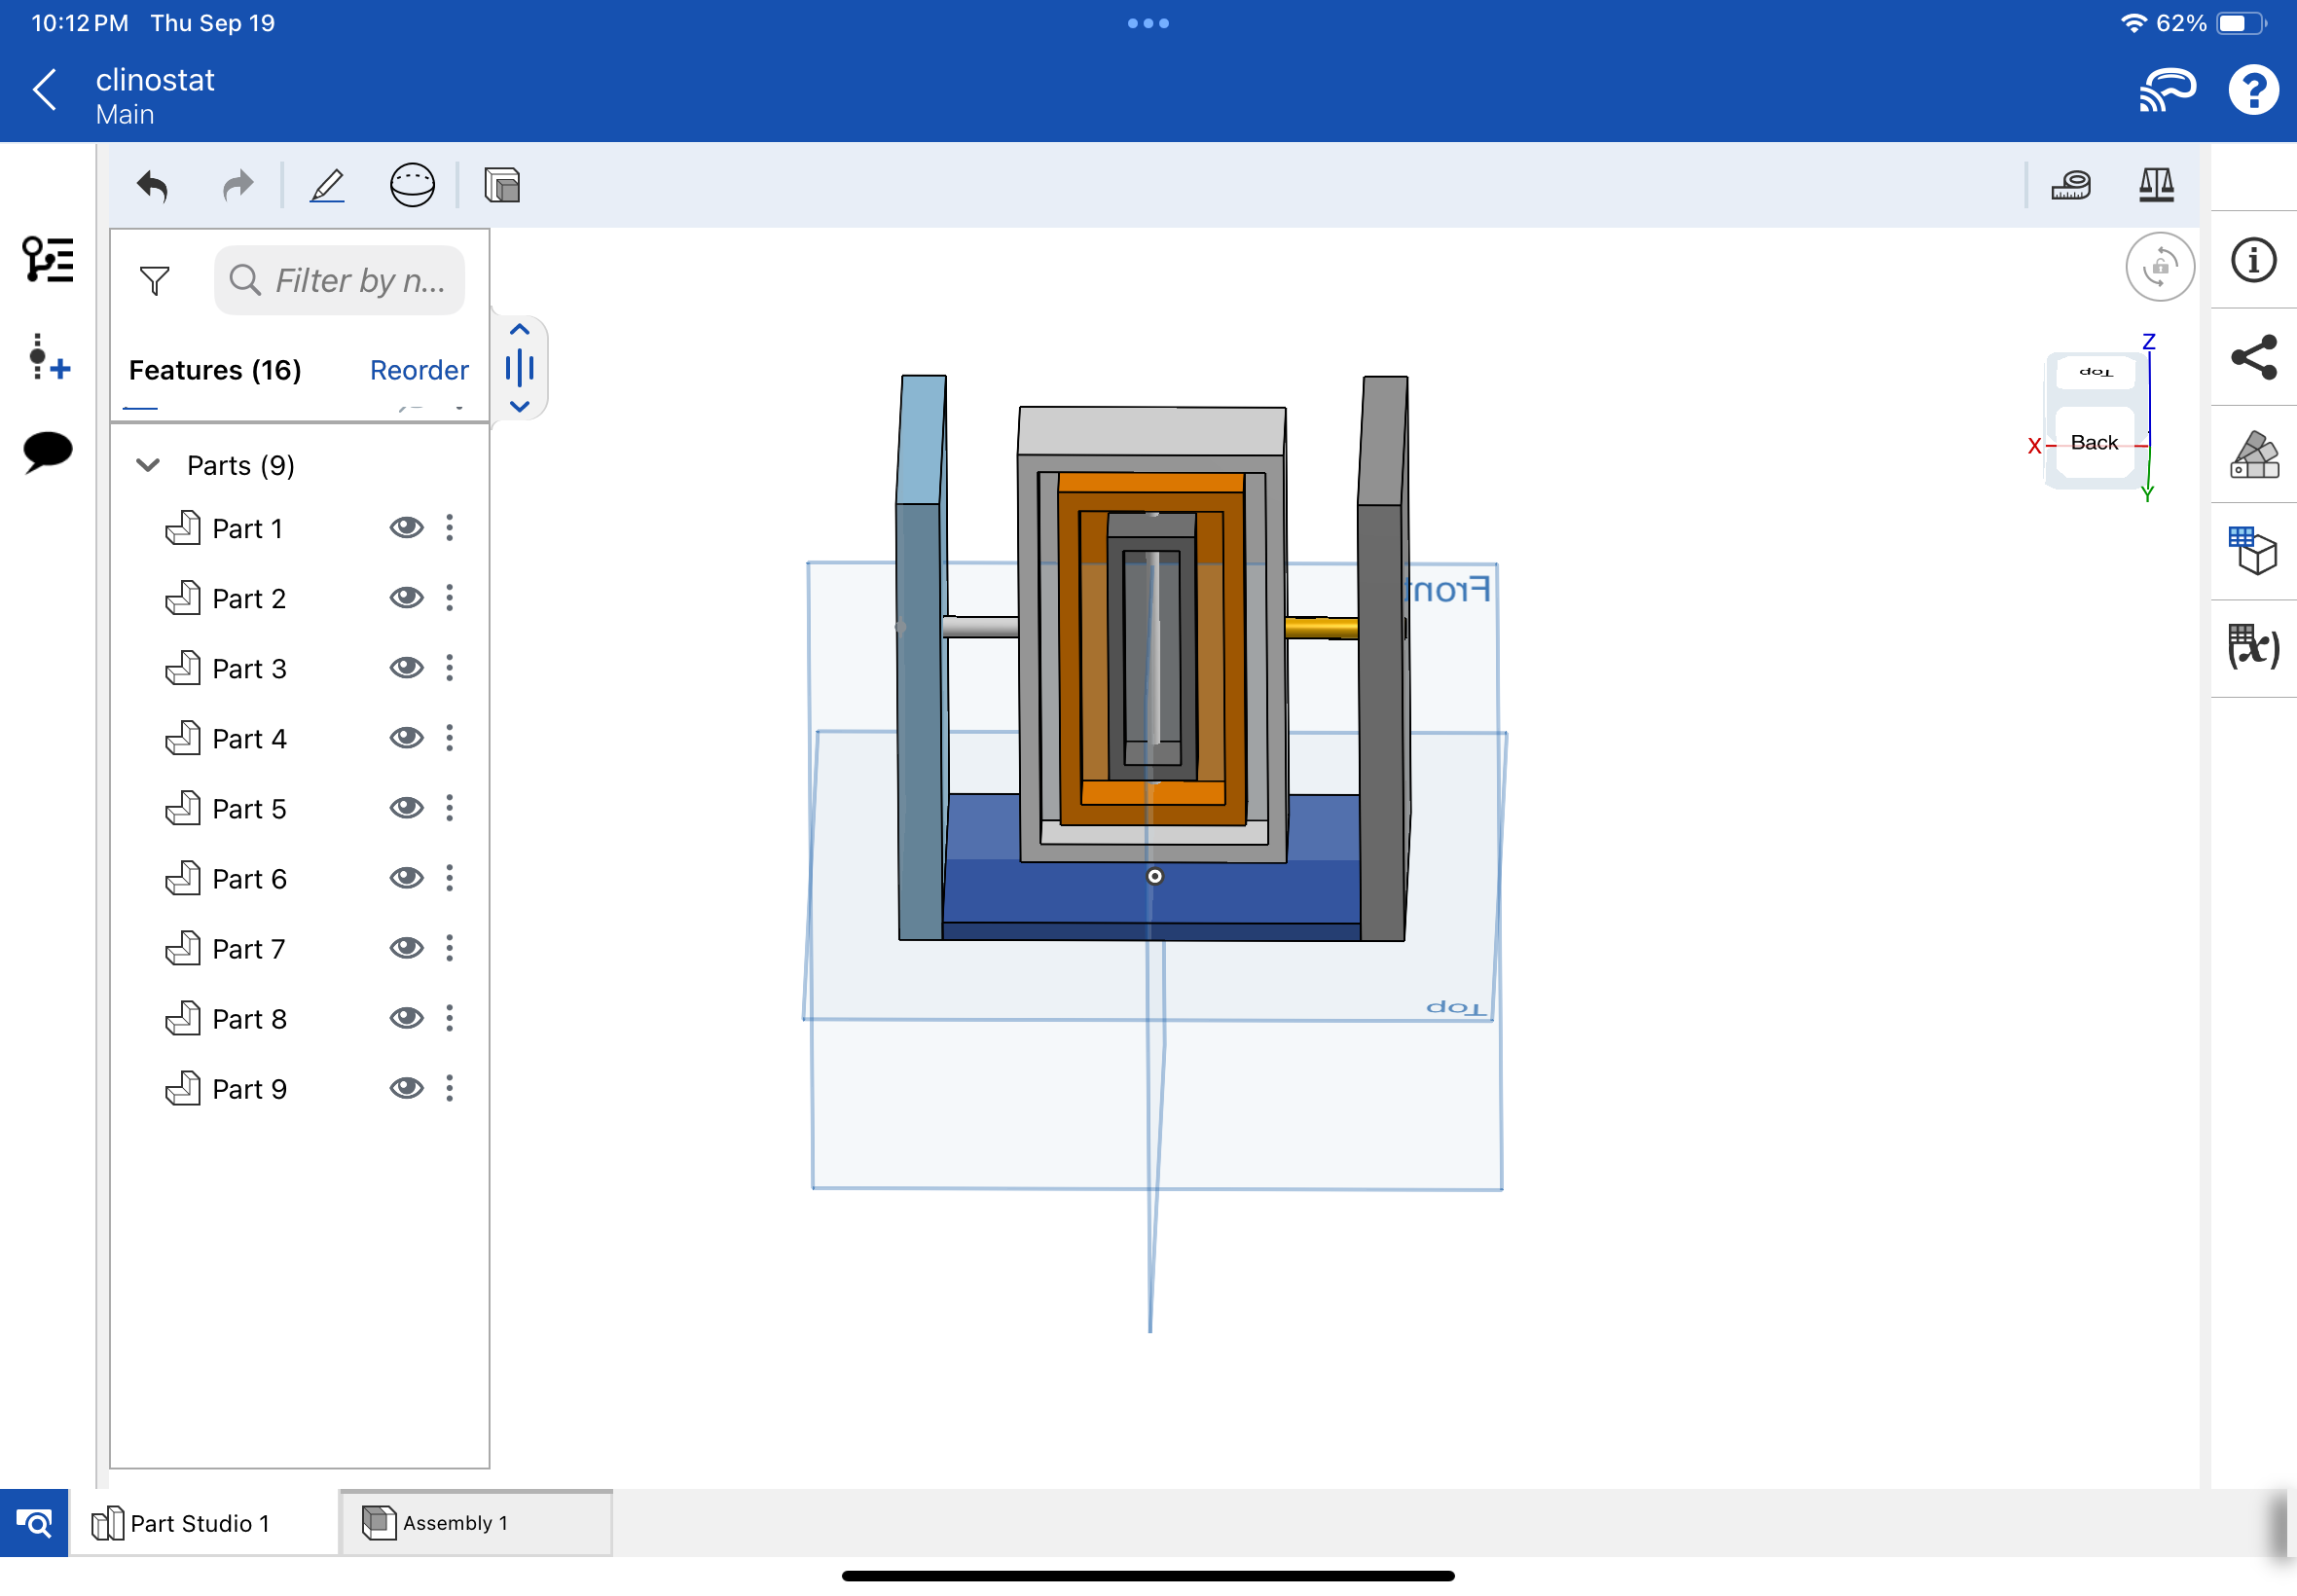 10:12 PM Thu Sep 19
62%
clinostat
Main
?
Filter by n...
Features (16) Reorder
Parts (9)
Part 1
Part 2
Part 3
Part 4
Part 5
Part 6
Part 7
Part 8
Part 9
Front
Top
Z
Top
X
Back
Y
i
(x)
Part Studio 1
Assembly 1